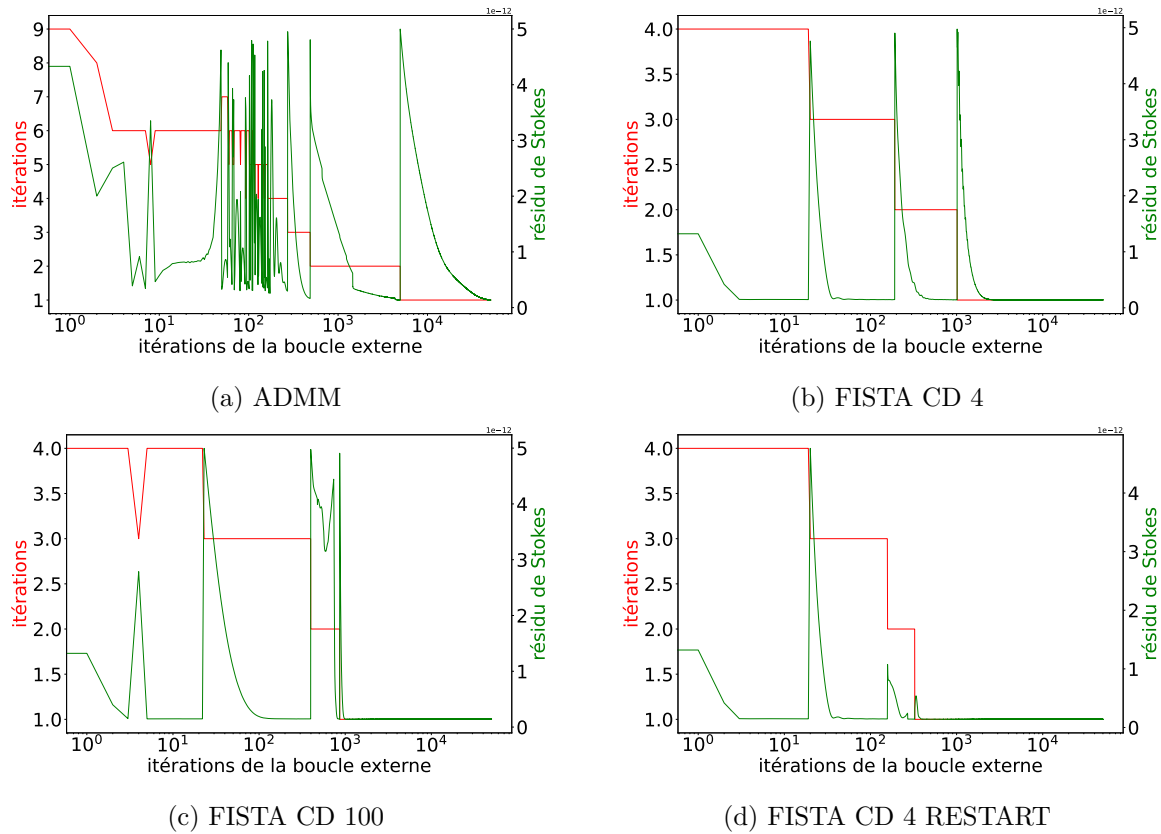 1e-12
9
8
7
6
5
4
3
2
1
5
4
3
2
1
0
itérations
résidu de Stokes
10^0 10^1 10^2 10^3 10^4
itérations de la boucle externe
(a) ADMM
1e-12
4.0
3.5
3.0
2.5
2.0
1.5
1.0
5
4
3
2
1
0
itérations
résidu de Stokes
10^0 10^1 10^2 10^3 10^4
itérations de la boucle externe
(b) FISTA CD 4
1e-12
4.0
3.5
3.0
2.5
2.0
1.5
1.0
5
4
3
2
1
0
itérations
résidu de Stokes
10^0 10^1 10^2 10^3 10^4
itérations de la boucle externe
(c) FISTA CD 100
1e-12
4.0
3.5
3.0
2.5
2.0
1.5
1.0
4
3
2
1
0
itérations
résidu de Stokes
10^0 10^1 10^2 10^3 10^4
itérations de la boucle externe
(d) FISTA CD 4 RESTART